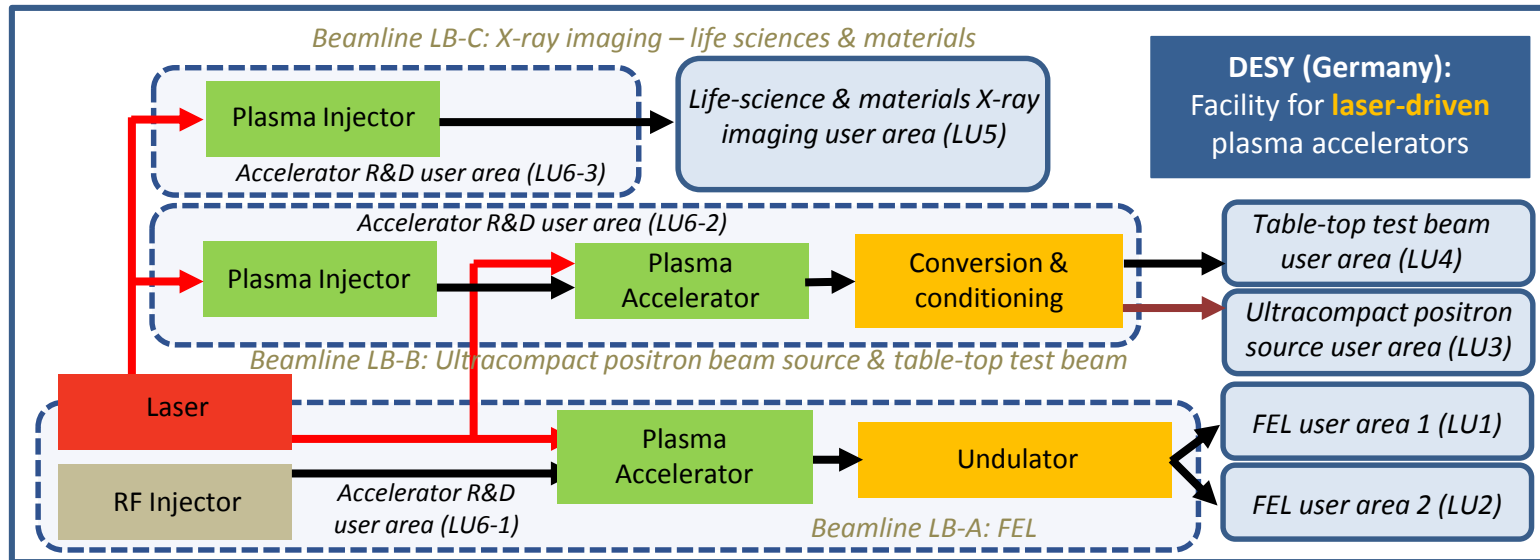 Beamline LB-C: X-ray imaging – life sciences & materials
DESY (Germany):
Facility for laser-driven
plasma accelerators
Plasma Injector
Life-science & materials X-ray
imaging user area (LU5)
Accelerator R&D user area (LU6-3)
Accelerator R&D user area (LU6-2)
Plasma Injector
Plasma
Accelerator
Conversion &
conditioning
Table-top test beam
user area (LU4)
Ultracompact positron
source user area (LU3)
Beamline LB-B: Ultracompact positron beam source & table-top test beam
Laser
RF Injector
Accelerator R&D
user area (LU6-1)
Plasma
Accelerator
Undulator
FEL user area 1 (LU1)
FEL user area 2 (LU2)
Beamline LB-A: FEL